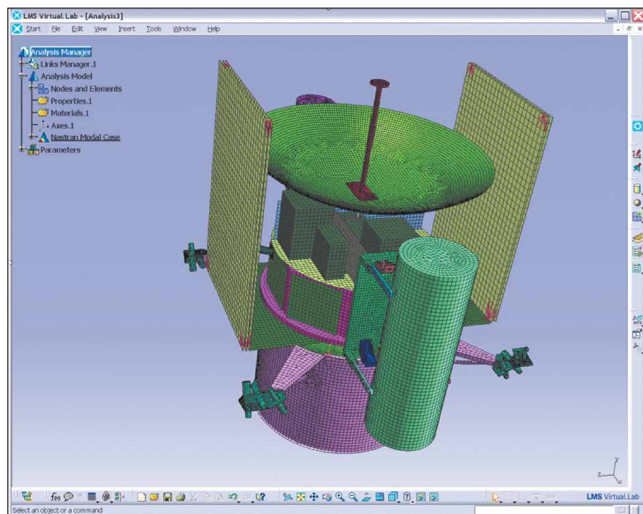 LMS Virtual.Lab - [Analysis3]
Start File Edit View Insert Tools Window Help
Analysis Manager
Links Manager.1
Analysis Model
Nodes and Elements
Properties.1
Materials.1
Axes.1
Nastran Modal Case
Parameters
y
z x
f(x)
LMS Virtual.Lab
Select an object or a command